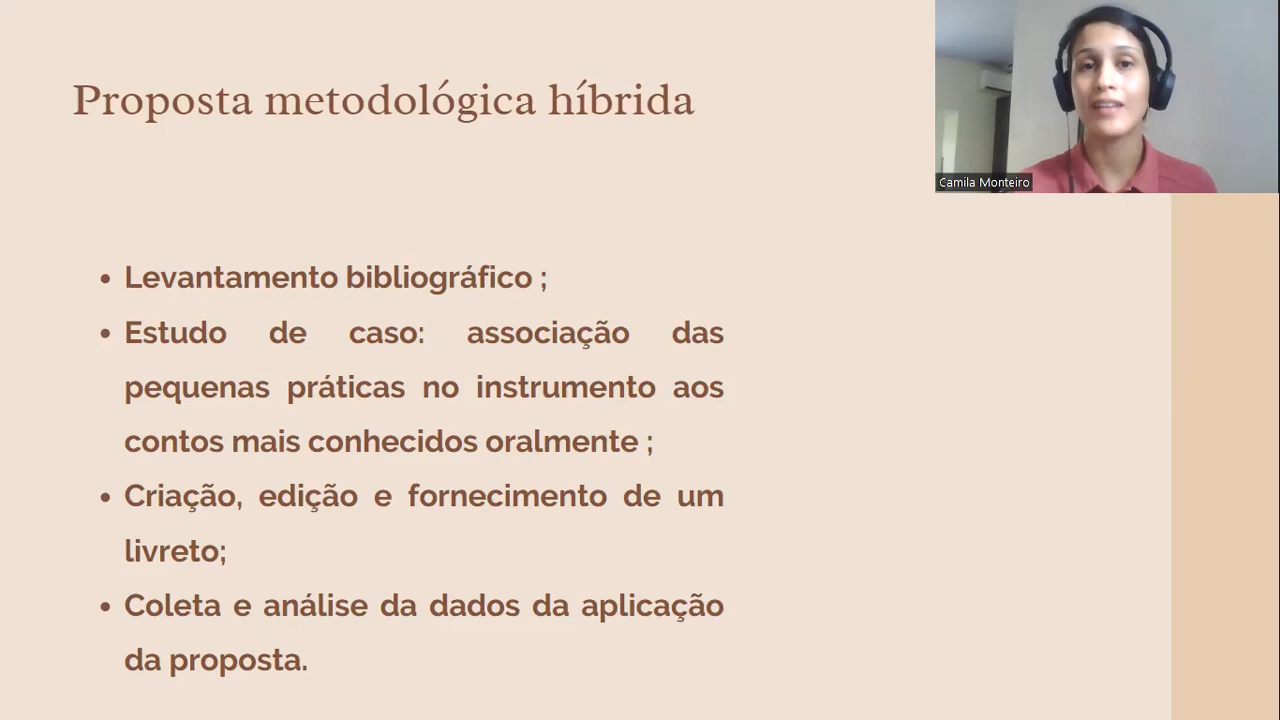 Proposta metodológica híbrida
Camila Monteiro
• Levantamento bibliográfico ;
• Estudo de caso: associação das
pequenas práticas no instrumento aos
contos mais conhecidos oralmente ;
• Criação, edição e fornecimento de um
livreto;
• Coleta e análise da dados da aplicação
da proposta.